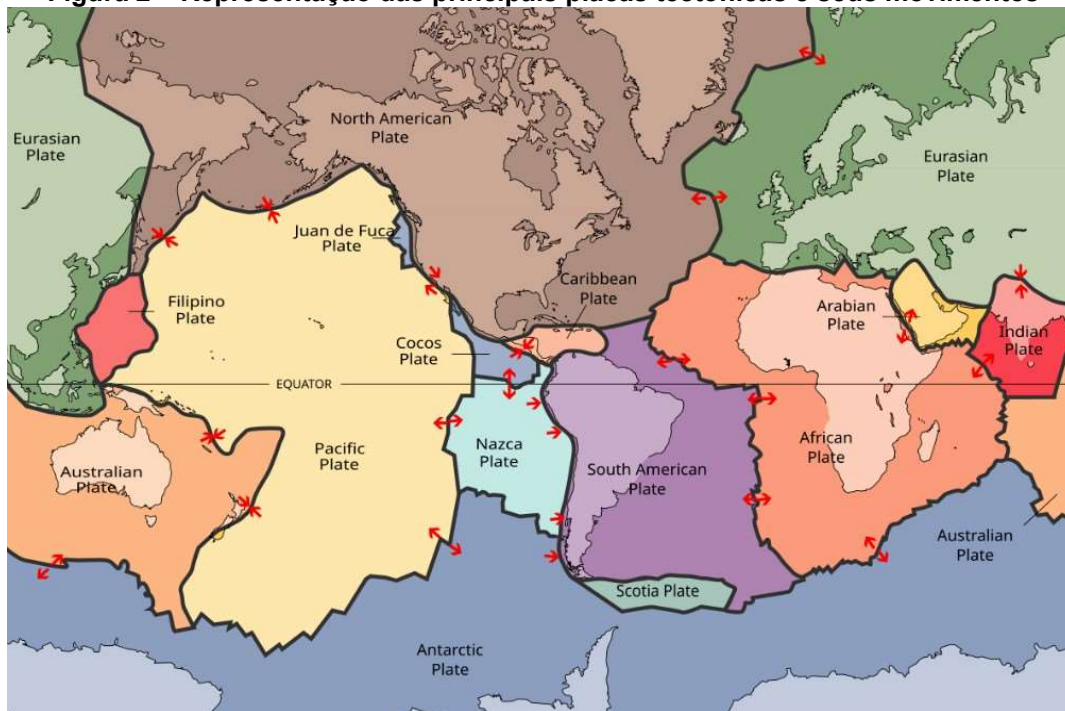 Figura 2 – Representação das principais placas tectônicas e seus movimentos
North American
Plate
Eurasian
Plate
Eurasian
Plate
Juan de Fuca
Plate
Caribbean
Plate
Filipino
Plate
Arabian
Plate
Indian
Plate
Cocos
Plate
EQUATOR
Pacific
Plate
Nazca
Plate
African
Plate
Australian
Plate
South American
Plate
Australian
Plate
Scotia Plate
Antarctic
Plate